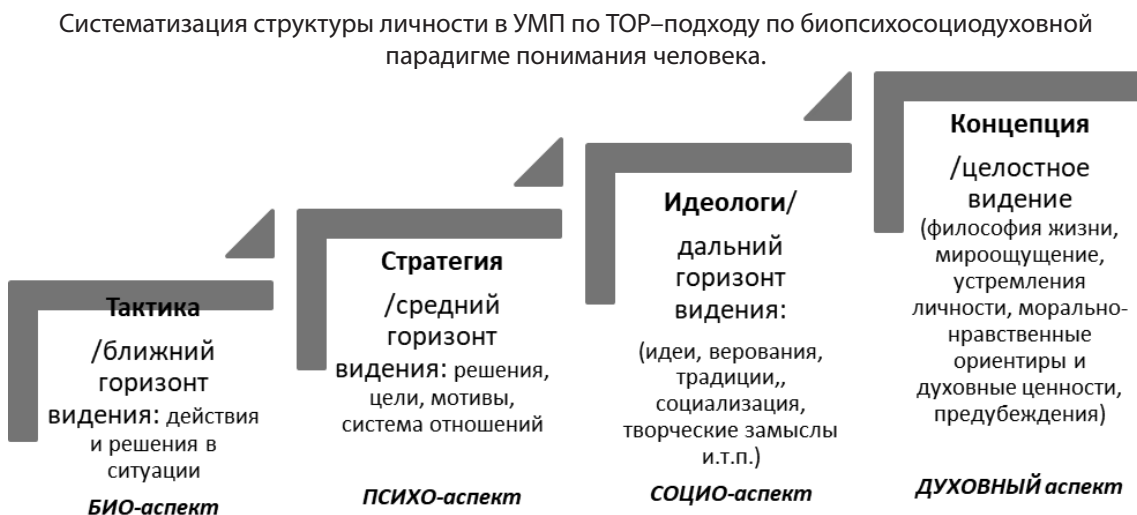 Систематизация структуры личности в УМП по ТОР–подходу по биопсихосоциодуховной
парадигме понимания человека.
Тактика
/ближний
горизонт
видения: действия
и решения в
ситуации
БИО-аспект
Стратегия
/средний
горизонт
видения: решения,
цели, мотивы,
система отношений
ПСИХО-аспект
Идеологи/
дальний
горизонт
видения:
(идеи, верования,
традиции,,
социализация,
творческие замыслы
и.т.п.)
СОЦИО-аспект
Концепция
/целостное
видение
(философия жизни,
мироощущение,
устремления
личности, морально-
нравственные
ориентиры и
духовные ценности,
предубеждения)
ДУХОВНЫЙ аспект